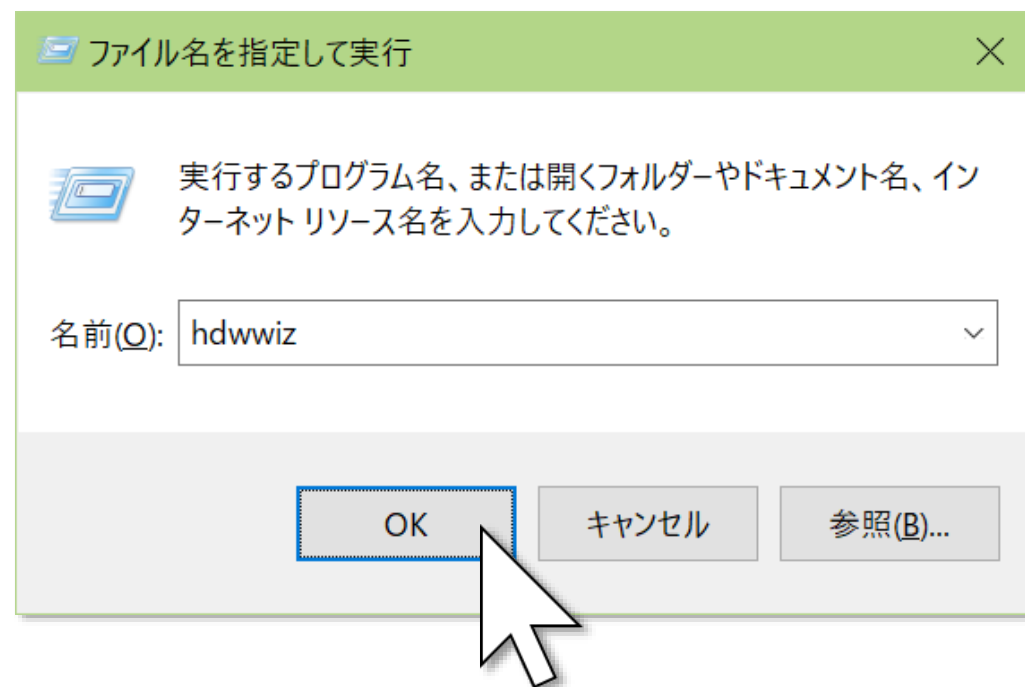 ファイル名を指定して実行
実行するプログラム名、または開くフォルダーやドキュメント名、イン
ターネット リソース名を入力してください。
名前(O): hdwwiz
OK キャンセル 参照(B)...